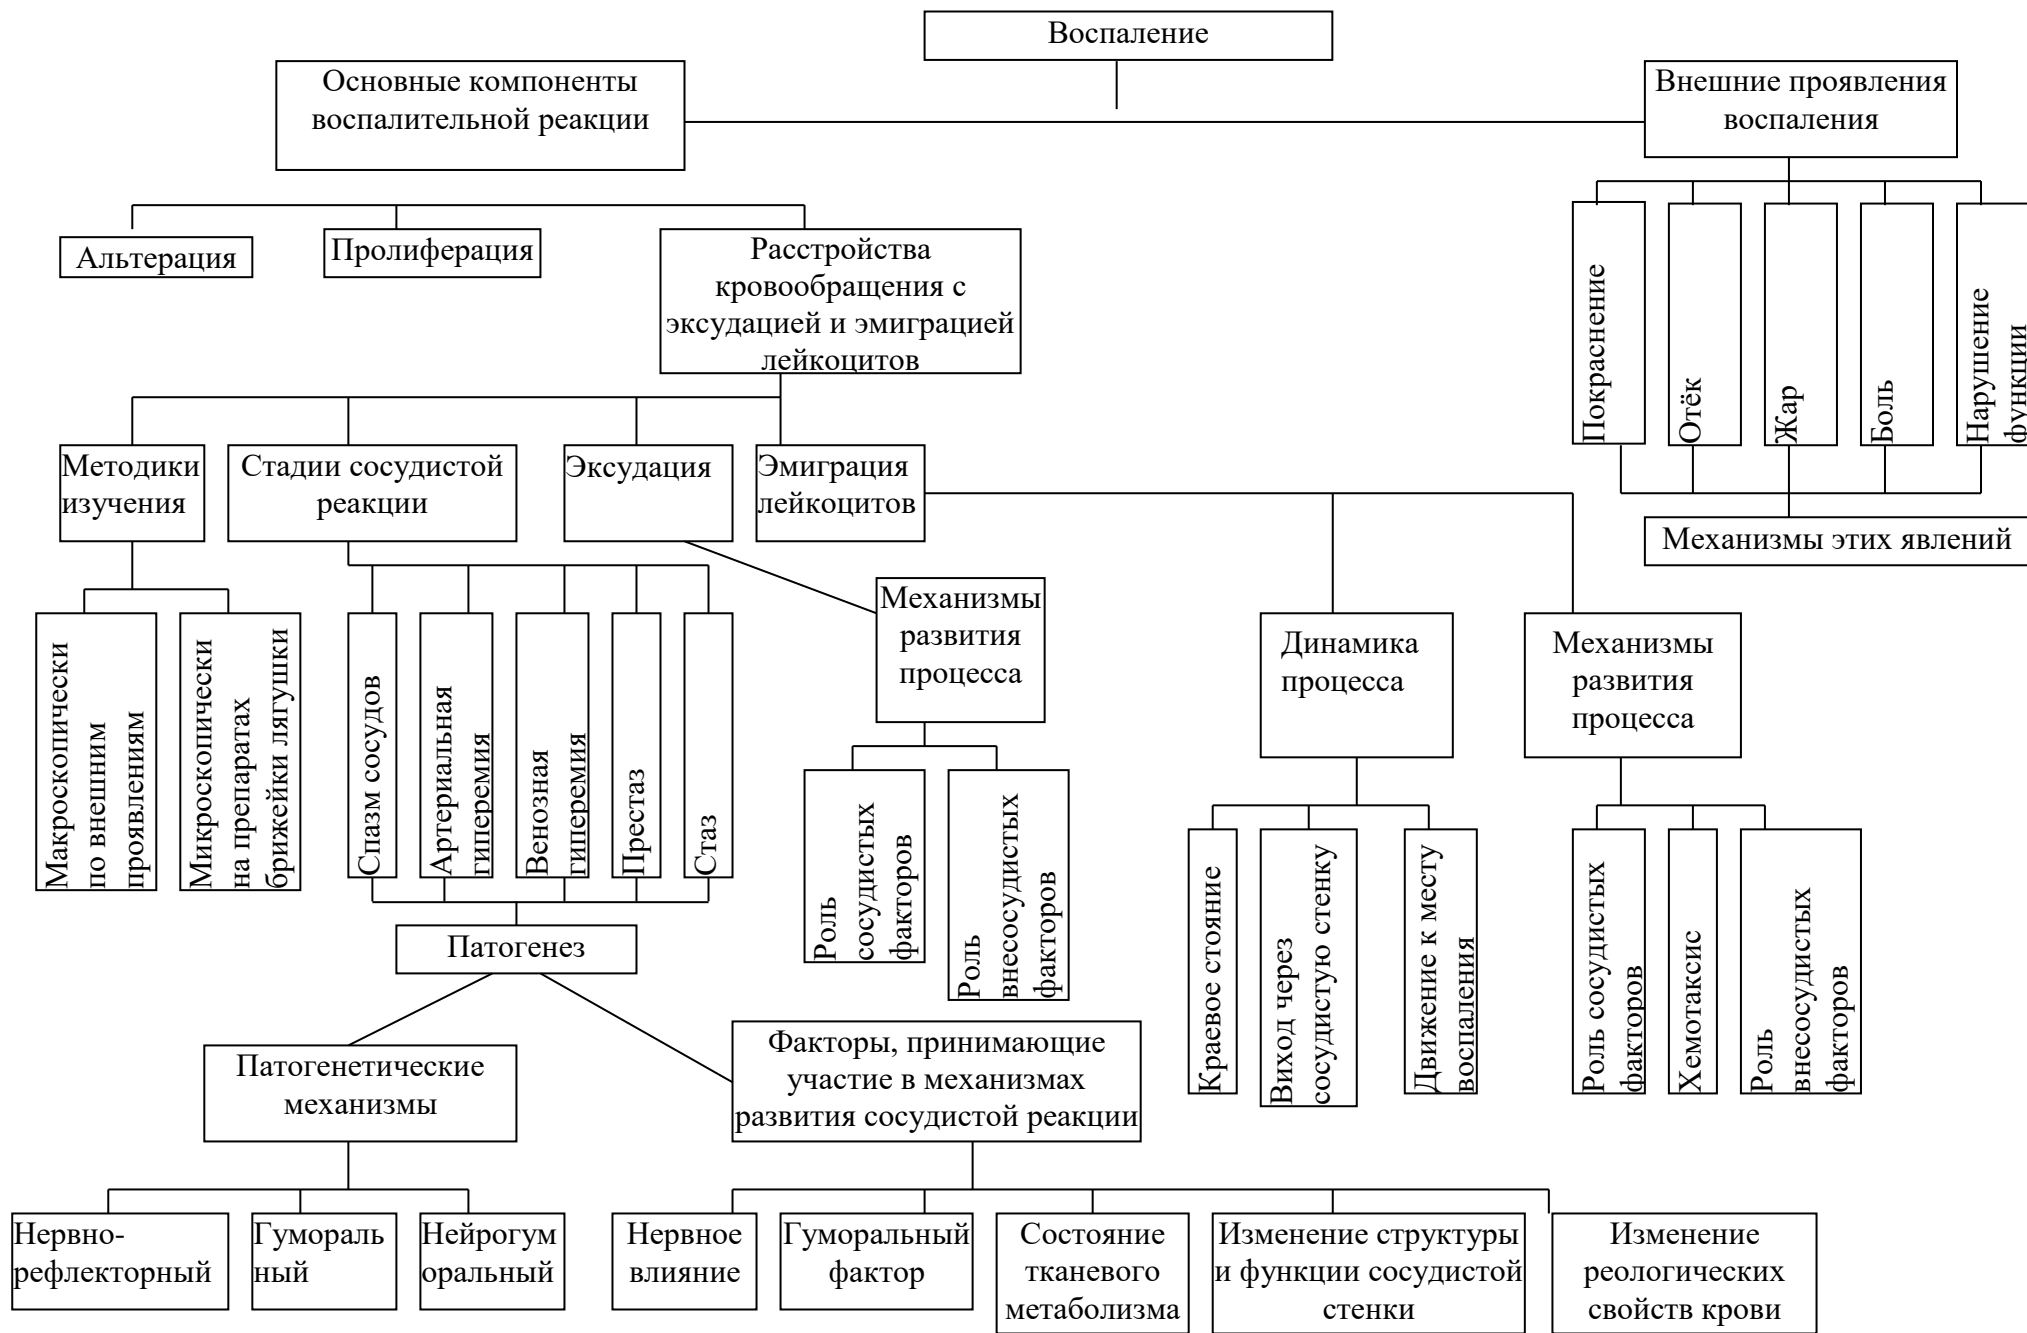 Воспаление
Основные компоненты
воспалительной реакции
Внешние проявления
воспаления
Альтерация
Пролиферация
Расстройства
кровообращения с
эксудацией и эмиграцией
лейкоцитов
Покраснение
Отёк
Жар
Боль
Нарушение
функции
Методики
изучения
Стадии сосудистой
реакции
Эксудация
Эмиграция
лейкоцитов
Механизмы этих явлений
Макроскопически
по внешним
проявлениям
Микроскопически
на препаратах
брижейки лягушки
Спазм сосудов
Артериальная
гиперемия
Венозная
гиперемия
Престаз
Стаз
Механизмы
развития
процесса
Динамика
процесса
Механизмы
развития
процесса
Роль
сосудистых
факторов
Роль
внесосудистых
факторов
Краевое стояние
Виход через
сосудистую стенку
Движение к месту
воспаления
Роль сосудистых
факторов
Хемотаксис
Роль
внесосудистых
факторов
Патогенез
Патогенетические
механизмы
Факторы, принимающие
участие в механизмах
развития сосудистой реакции
Нервно-
рефлекторный
Гумораль
ный
Нейрогум
оральный
Нервное
влияние
Гуморальный
фактор
Состояние
тканевого
метаболизма
Изменение структуры
и функции сосудистой
стенки
Изменение
реологических
свойств крови